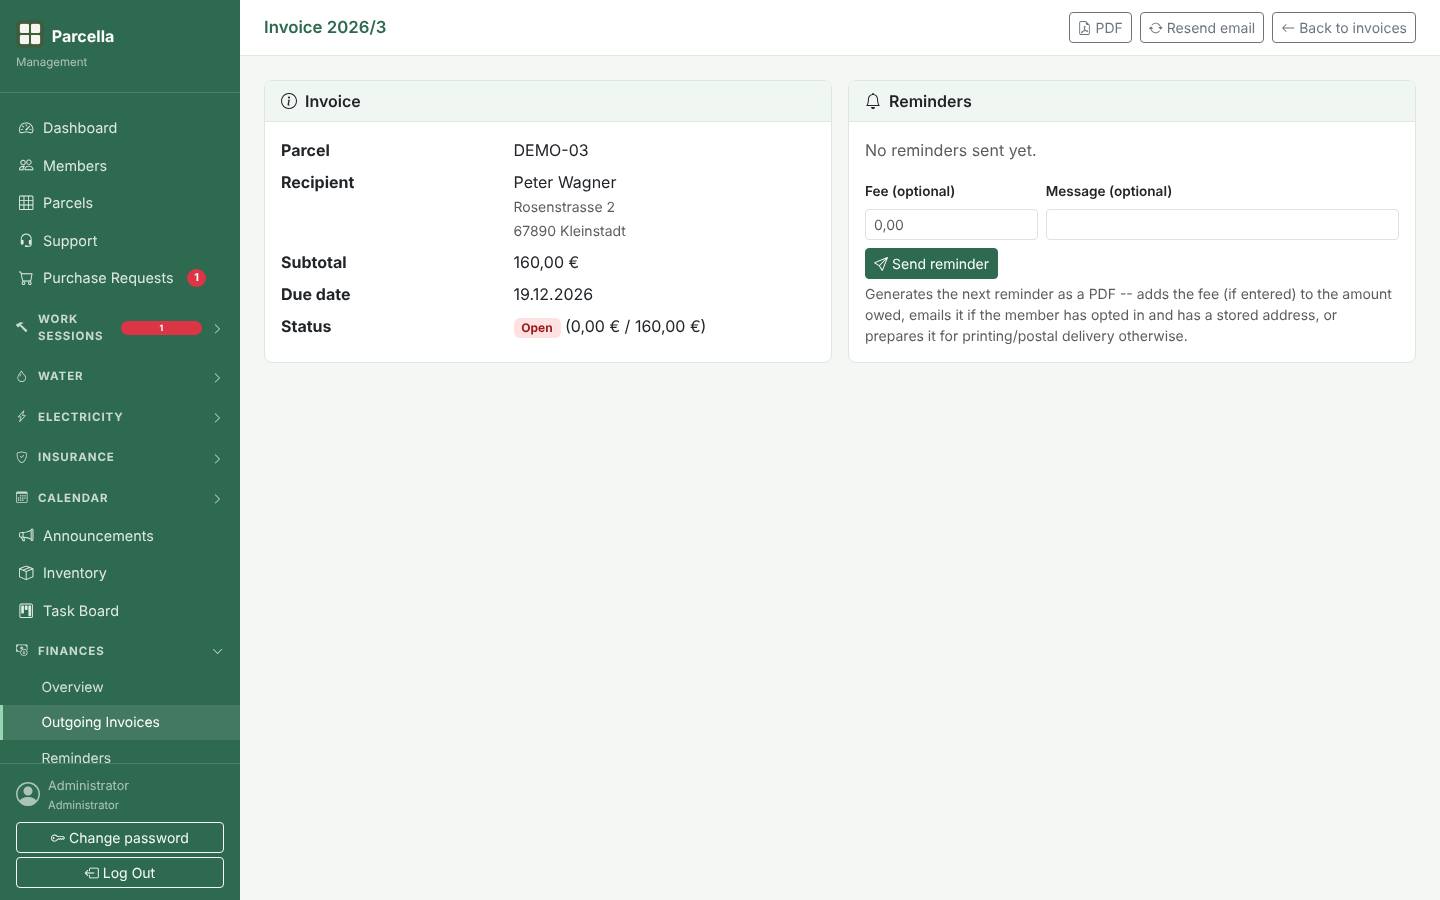 Parcella
Management
Dashboard
Members
Parcels
Support
Purchase Requests 1
WORK SESSIONS 1
WATER
ELECTRICITY
INSURANCE
CALENDAR
Announcements
Inventory
Task Board
FINANCES
Overview
Outgoing Invoices
Reminders
Administrator
Administrator
Change password
Log Out
Invoice 2026/3
PDF
Resend email
Back to invoices
Invoice
Parcel DEMO-03
Recipient Peter Wagner
Rosenstrasse 2
67890 Kleinstadt
Subtotal 160,00 €
Due date 19.12.2026
Status Open (0,00 € / 160,00 €)
Reminders
No reminders sent yet.
Fee (optional) Message (optional)
0,00
Send reminder
Generates the next reminder as a PDF -- adds the fee (if entered) to the amount
owed, emails it if the member has opted in and has a stored address, or
prepares it for printing/postal delivery otherwise.